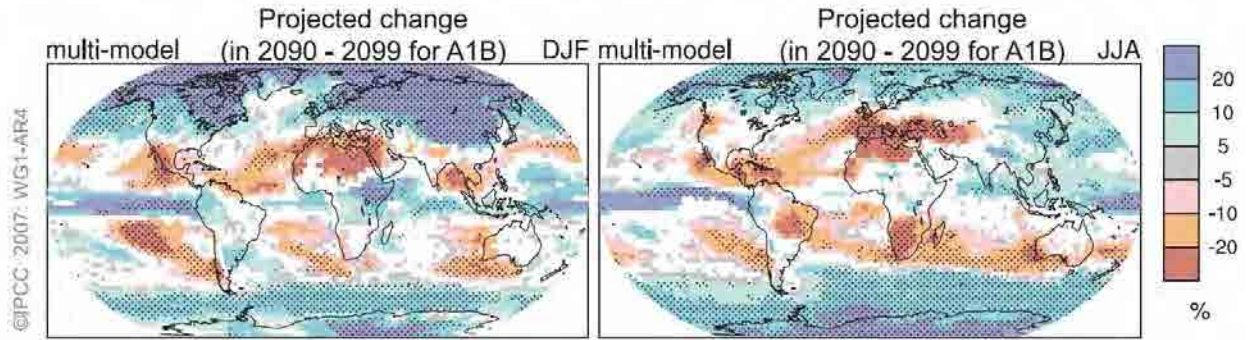 Projected change
multi-model (in 2090 - 2099 for A1B) DJF
Projected change
multi-model (in 2090 - 2099 for A1B) JJA
20
10
5
-5
-10
-20
%
©IPCC 2007: WG1-AR4